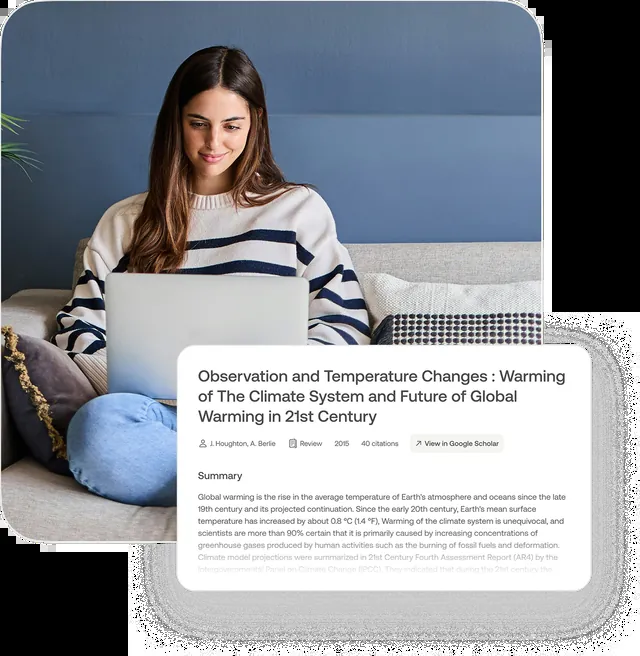 Observation and Temperature Changes : Warming
of The Climate System and Future of Global
Warming in 21st Century
J. Houghton, A. Berlie Review 2015 40 citations View in Google Scholar
Summary
Global warming is the rise in the average temperature of Earth's atmosphere and oceans since the late
19th century and its projected continuation. Since the early 20th century, Earth's mean surface
temperature has increased by about 0.8 °C (1.4 °F), Warming of the climate system is unequivocal, and
scientists are more than 90% certain that it is primarily caused by increasing concentrations of
greenhouse gases produced by human activities such as the burning of fossil fuels and deformation.
Climate model projections were summarized in 21st Century Fourth Assessment Report (AR4) by the
Intergovernmental Panel on Climate Change (IPCC). They indicated that during the 21st century the